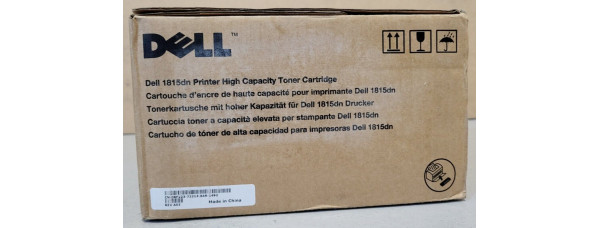 DELL™
Dell 1815dn Printer High Capacity Toner Cartridge
Cartouche d'encre de haute capacité pour imprimante Dell 1815dn
Tonerkartusche mit hoher Kapazität für Dell 1815dn Drucker
Cartuccia toner a capacità elevata per stampante Dell 1815dn
Cartucho de tóner de alta capacidad para impresoras Dell 1815dn
Made in China